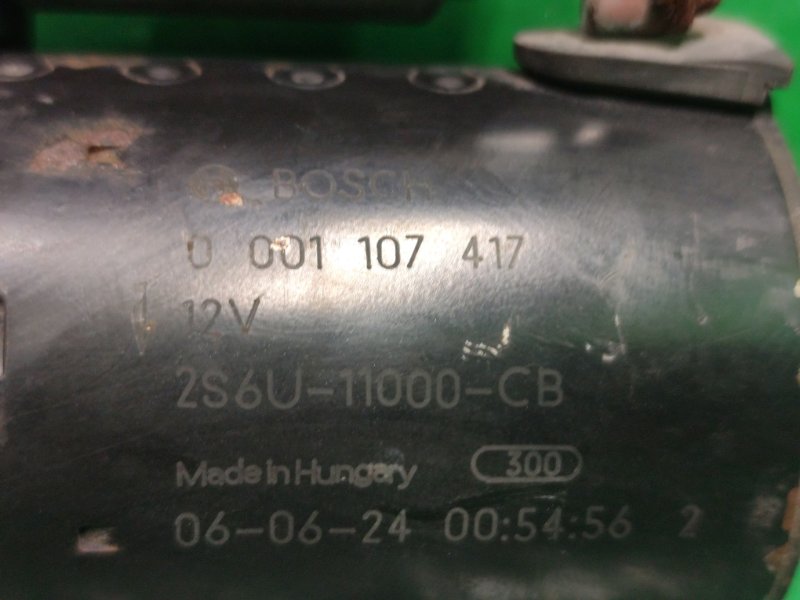 BOSCH
0 001 107 417
12V
2S6U-11000-CB
Made in Hungary 300
06-06-24 00:54:56 2